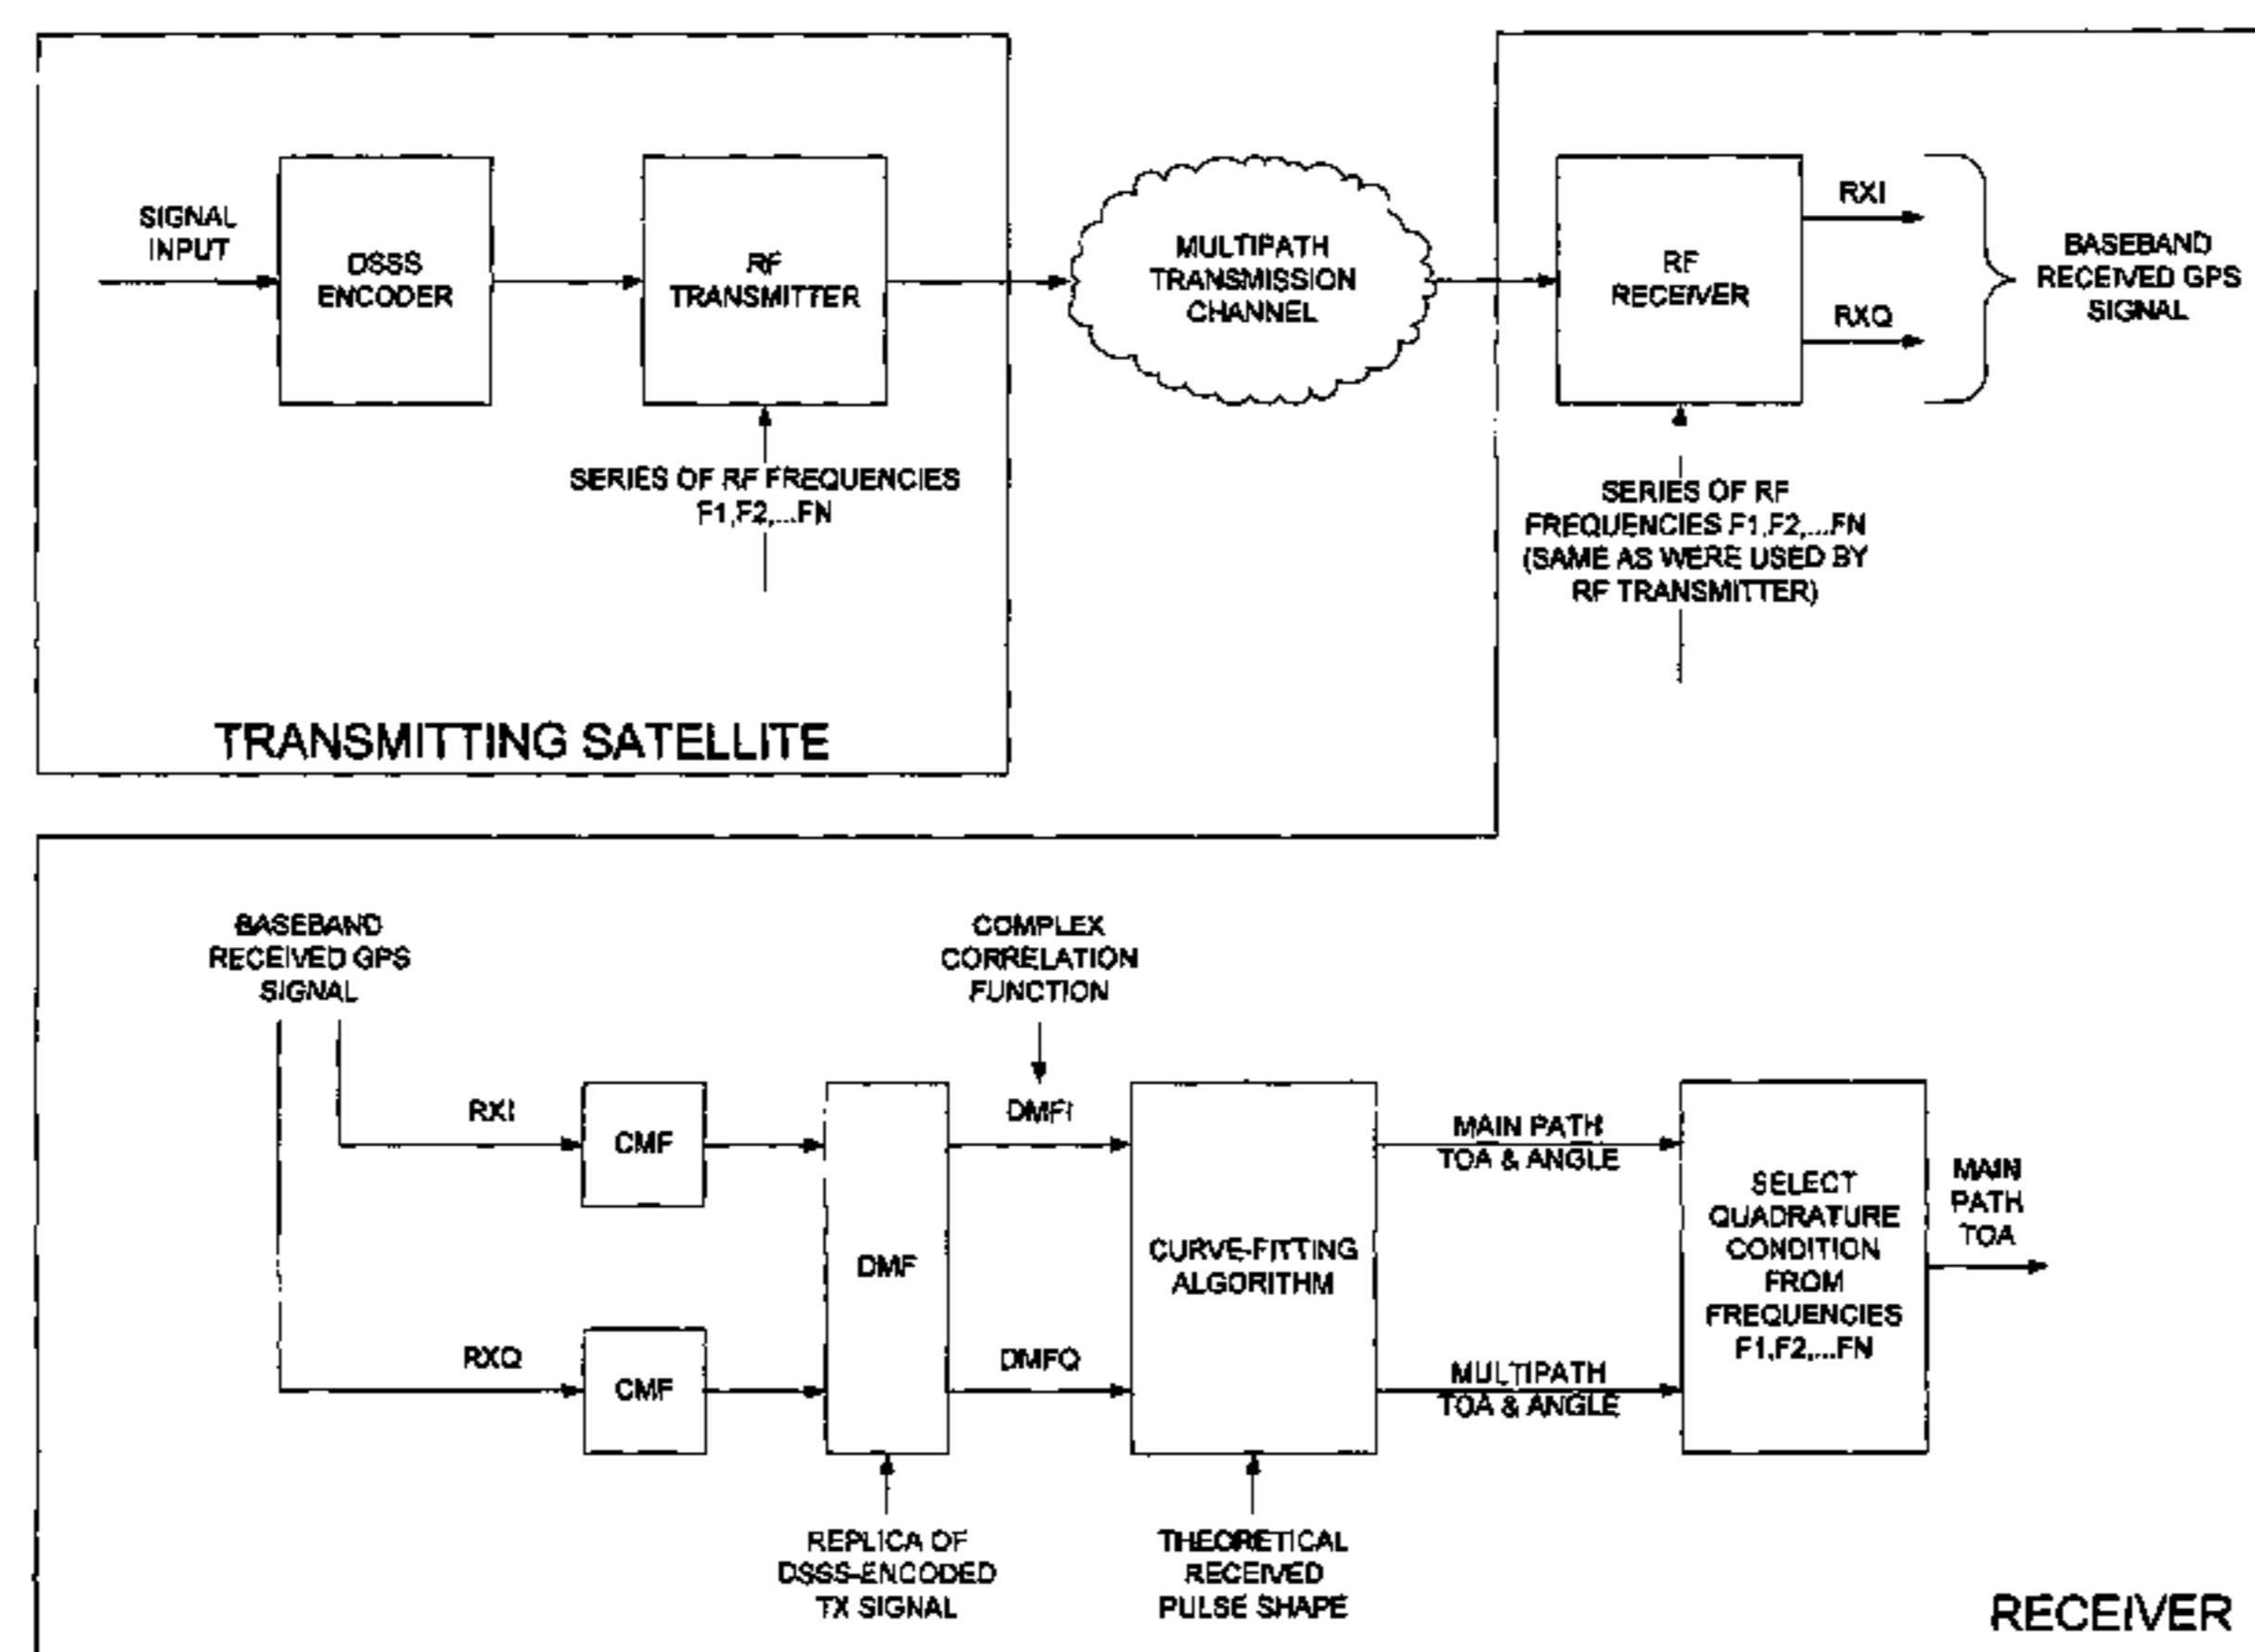 SIGNAL
INPUT
DSSS
ENCODER
RF
TRANSMITTER
SERIES OF RF FREQUENCIES
F1,F2,...FN
TRANSMITTING SATELLITE
MULTIPATH
TRANSMISSION
CHANNEL
RF
RECEIVER
RXI
RXQ
BASEBAND
RECEIVED GPS
SIGNAL
SERIES OF RF
FREQUENCIES F1,F2,...FN
(SAME AS WERE USED BY
RF TRANSMITTER)
BASEBAND
RECEIVED GPS
SIGNAL
RXI
RXQ
CMF
CMF
DMF
REPLICA OF
DSSS-ENCODED
TX SIGNAL
COMPLEX
CORRELATION
FUNCTION
DMFI
DMFQ
CURVE-FITTING
ALGORITHM
THEORETICAL
RECEIVED
PULSE SHAPE
MAIN PATH
TOA & ANGLE
MULTIPATH
TOA & ANGLE
SELECT
QUADRATURE
CONDITION
FROM
FREQUENCIES
F1,F2,...FN
MAIN
PATH
TOA
RECEIVER